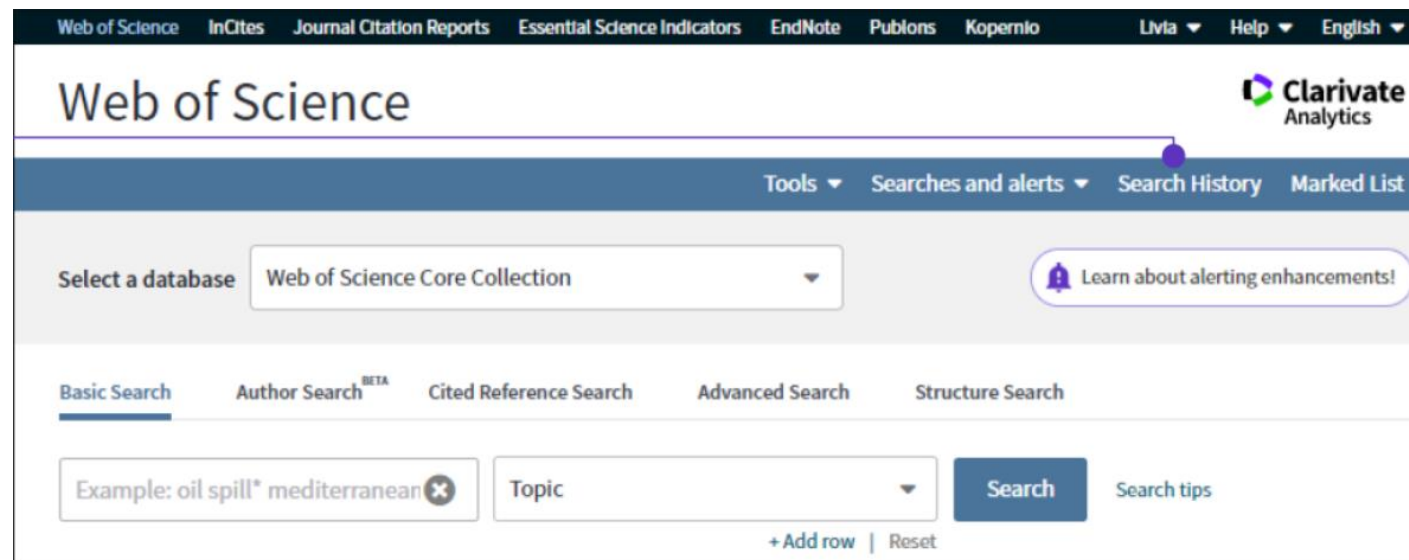 Web of Science InCites Journal Citation Reports Essential Science Indicators EndNote Publons Kopernio Livia Help English
Web of Science
Clarivate
Analytics
Tools Searches and alerts Search History Marked List
Select a database Web of Science Core Collection Learn about alerting enhancements!
Basic Search Author Search BETA Cited Reference Search Advanced Search Structure Search
Example: oil spill* mediterranean Topic Search Search tips
+ Add row | Reset